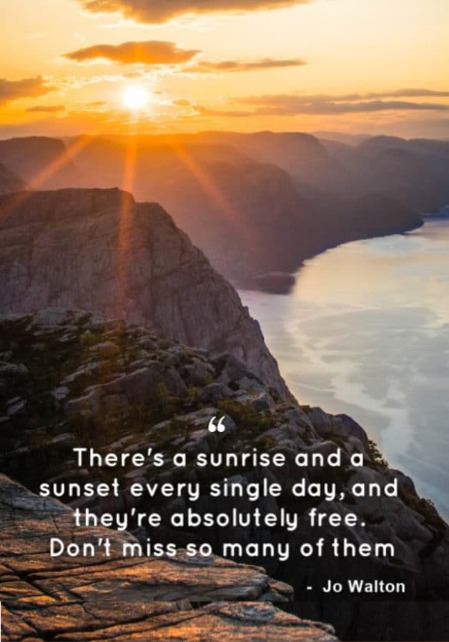 “
There's a sunrise and a
sunset every single day, and
they're absolutely free.
Don't miss so many of them
- Jo Walton